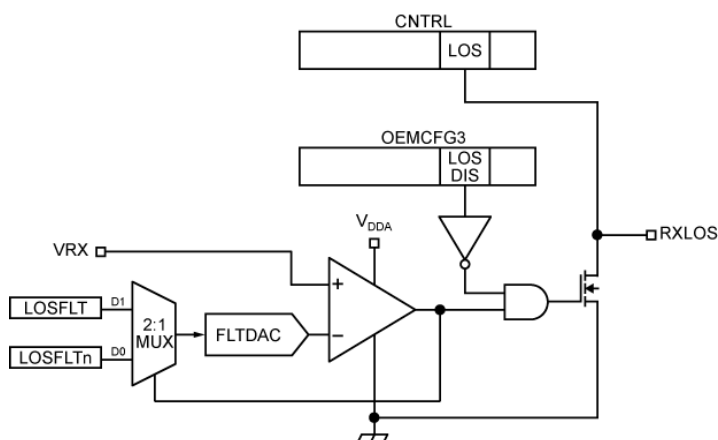 CNTRL
LOS
OEMCFG3
LOS
DIS
VDDA
VRX
RXLOS
+
LOSFLT
D1
2:1
MUX
FLTDAC
−
LOSFLTn
D0